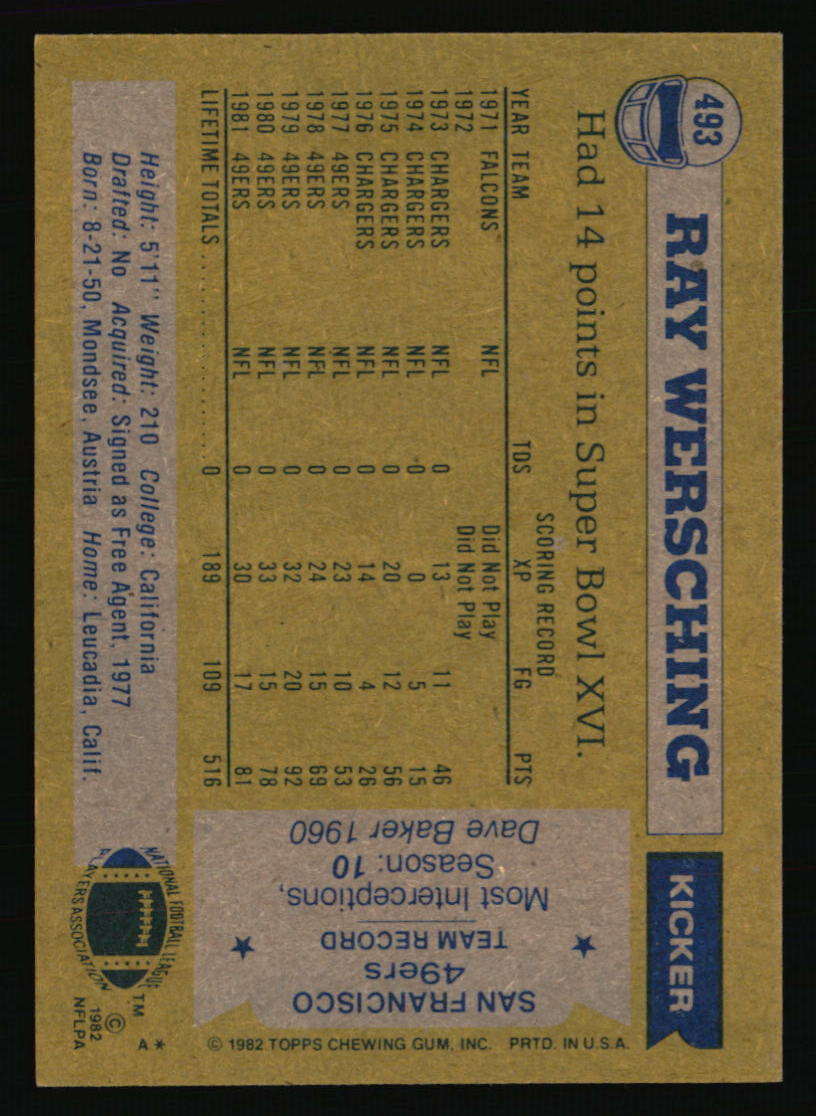 493
RAY WERSCHING
KICKER
Had 14 points in Super Bowl XVI.
SCORING RECORD
YEAR TEAM TDS XP FG PTS
1971 FALCONS NFL Did Not Play
1972 Did Not Play
1973 CHARGERS NFL 0 13 11 46
1974 CHARGERS NFL 0 0 5 15
1975 CHARGERS NFL 0 20 12 56
1976 CHARGERS NFL 0 14 4 26
1977 49ERS NFL 0 23 10 53
1978 49ERS NFL 0 24 15 69
1979 49ERS NFL 0 32 20 92
1980 49ERS NFL 0 33 15 78
1981 49ERS NFL 0 30 17 81
LIFETIME TOTALS .......................... 0 189 109 516
Height: 5'11" Weight: 210 College: California
Drafted: No Acquired: Signed as Free Agent, 1977
Born: 8-21-50, Mondsee, Austria Home: Leucadia, Calif.
SAN FRANCISCO
49ers
TEAM RECORD
Most Interceptions,
Season: 10
Dave Baker 1960
NATIONAL FOOTBALL LEAGUE
PLAYERS ASSOCIATION
TM
©
1982
NFLPA
A*
© 1982 TOPPS CHEWING GUM, INC. PRTD. IN U.S.A.